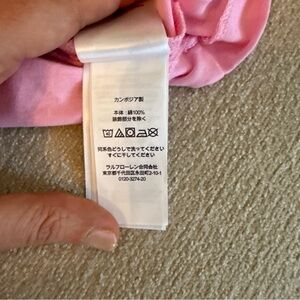 カンボジア製
本体：綿100%
装飾部分を除く
同系色どうしで洗ってください
すぐに干してください
ラルフローレン合同会社
東京都千代田区永田町2-10-1
0120-3274-20